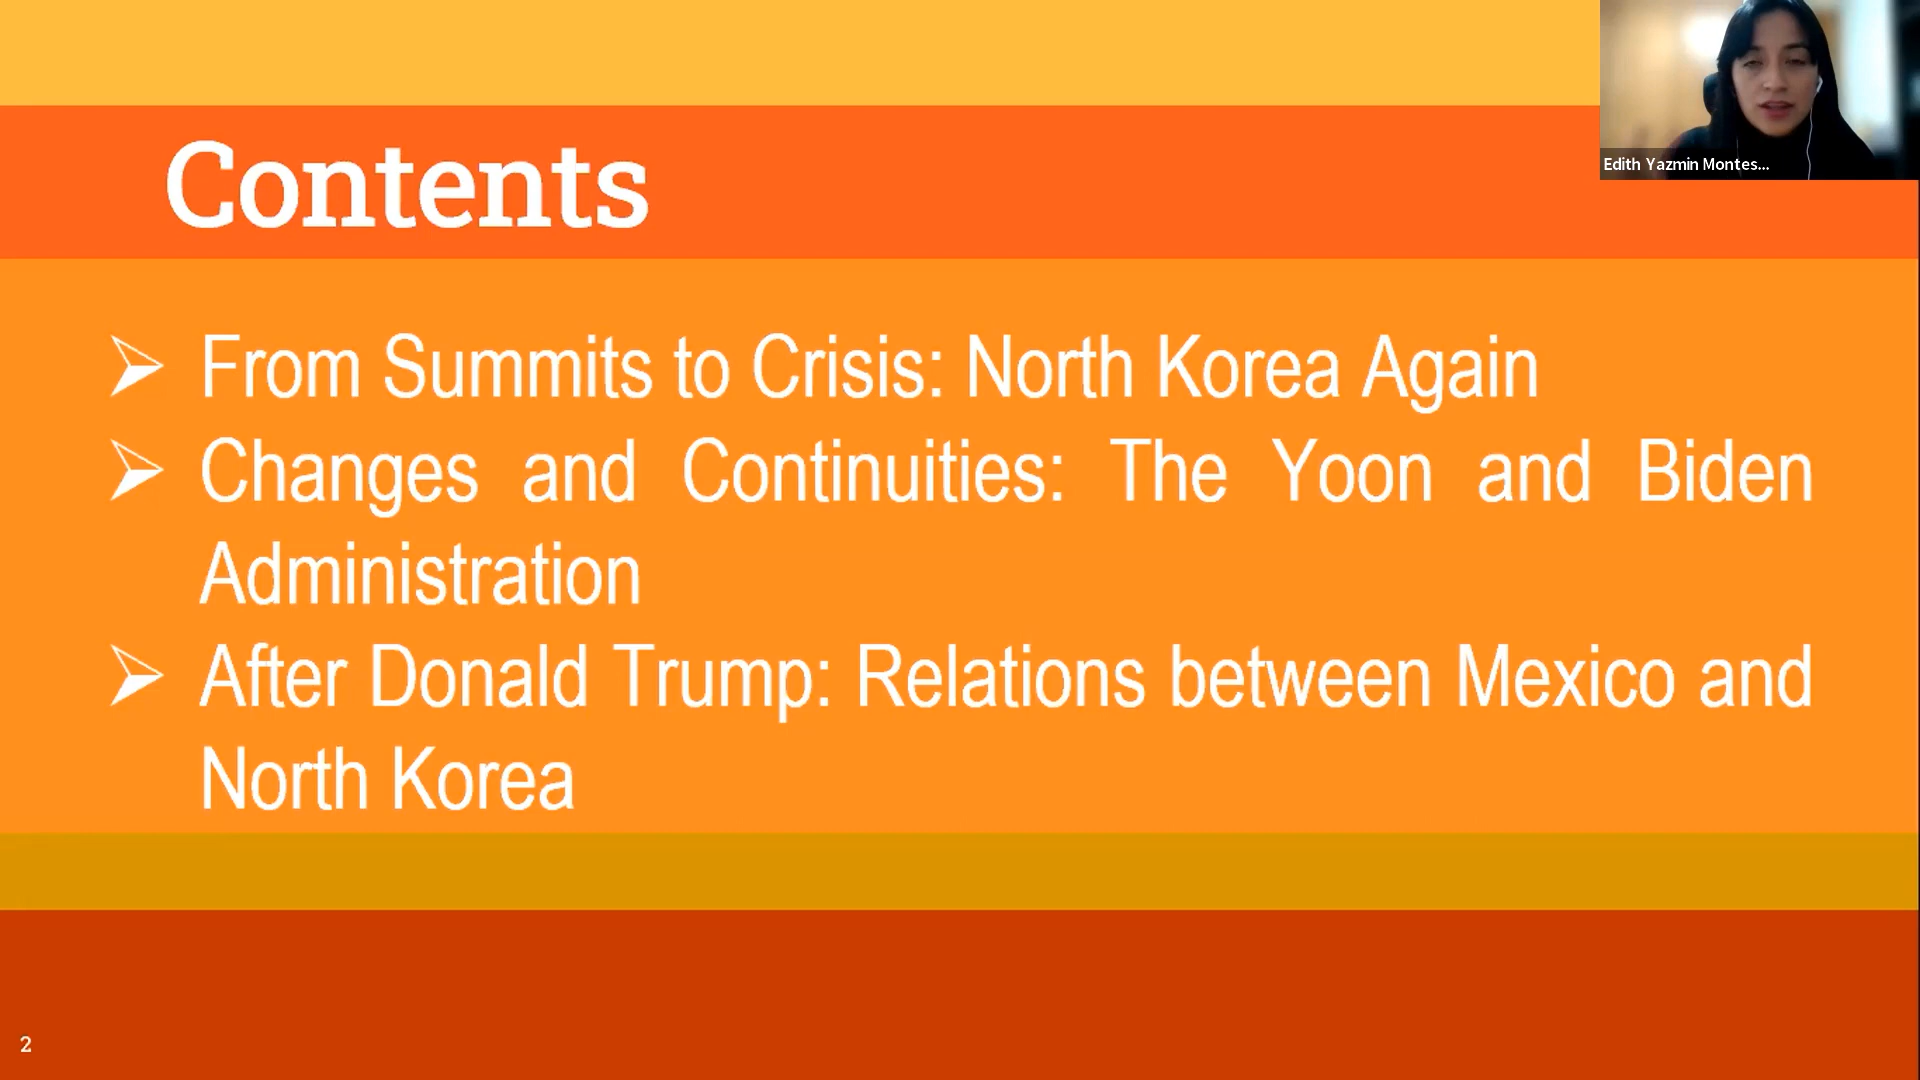 Edith Yazmin Montes...
Contents
➢ From Summits to Crisis: North Korea Again
➢ Changes and Continuities: The Yoon and Biden
Administration
➢ After Donald Trump: Relations between Mexico and
North Korea
2